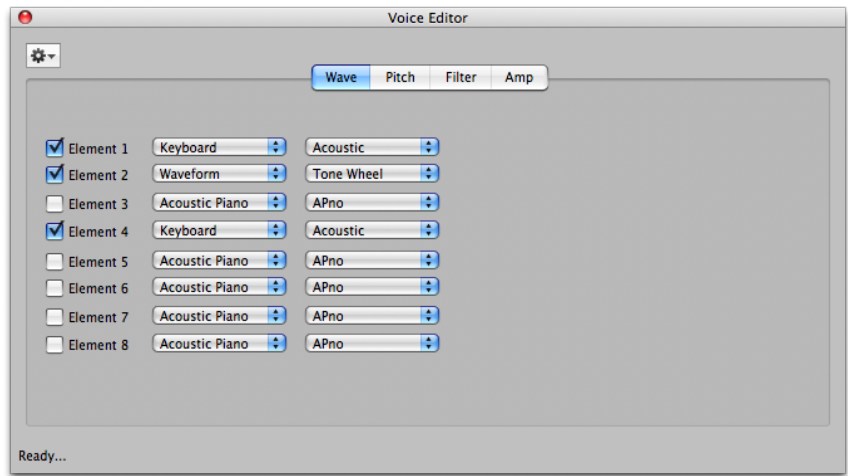 Voice Editor
Wave Pitch Filter Amp
Element 1 Keyboard Acoustic
Element 2 Waveform Tone Wheel
Element 3 Acoustic Piano APno
Element 4 Keyboard Acoustic
Element 5 Acoustic Piano APno
Element 6 Acoustic Piano APno
Element 7 Acoustic Piano APno
Element 8 Acoustic Piano APno
Ready...